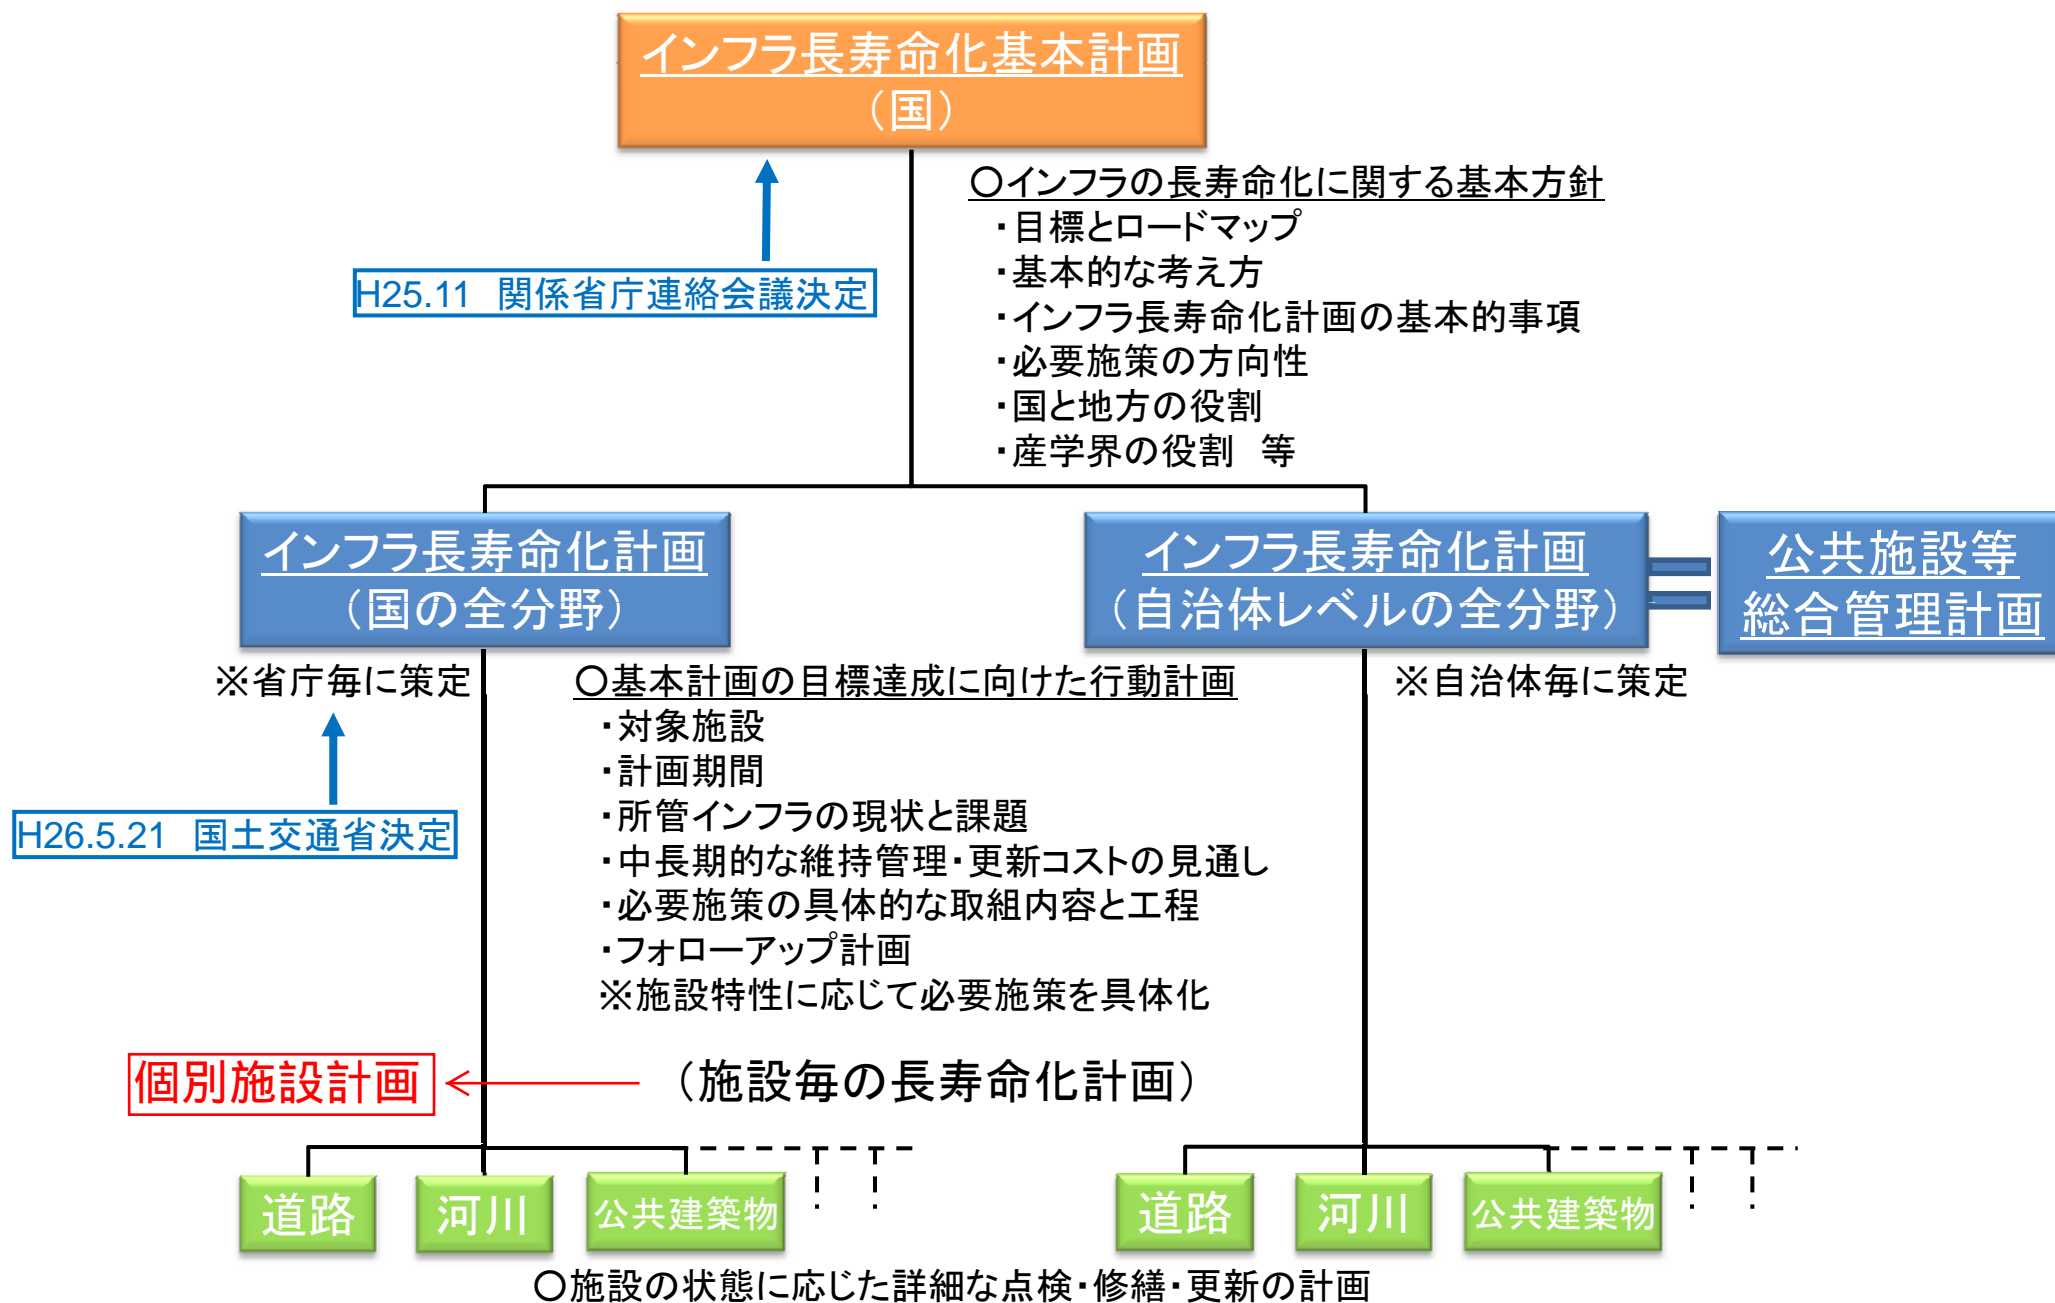 インフラ長寿命化基本計画
（国）
○インフラの長寿命化に関する基本方針
・目標とロードマップ
・基本的な考え方
・インフラ長寿命化計画の基本的事項
・必要施策の方向性
・国と地方の役割
・産学界の役割　等
H25.11　関係省庁連絡会議決定
インフラ長寿命化計画
（国の全分野）
インフラ長寿命化計画
（自治体レベルの全分野）
公共施設等
総合管理計画
※省庁毎に策定
○基本計画の目標達成に向けた行動計画
・対象施設
・計画期間
・所管インフラの現状と課題
・中長期的な維持管理・更新コストの見通し
・必要施策の具体的な取組内容と工程
・フォローアップ計画
※施設特性に応じて必要施策を具体化
※自治体毎に策定
H26.5.21　国土交通省決定
個別施設計画
（施設毎の長寿命化計画）
道路
河川
公共建築物
道路
河川
公共建築物
○施設の状態に応じた詳細な点検・修繕・更新の計画